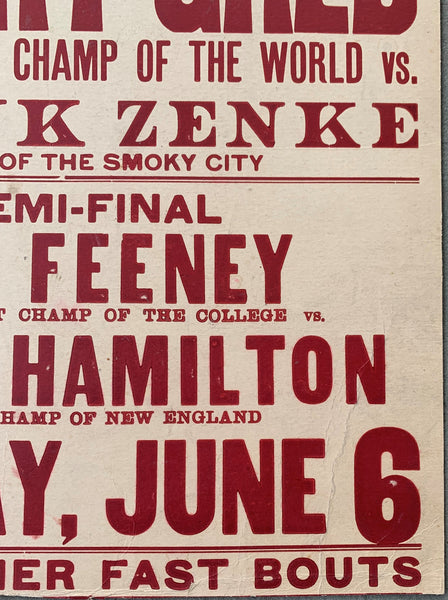 CHAMP OF THE WORLD VS.
K ZENKE
OF THE SMOKY CITY
EMI-FINAL
FEENEY
T CHAMP OF THE COLLEGE vs.
HAMILTON
CHAMP OF NEW ENGLAND
AY, JUNE 6
HER FAST BOUTS